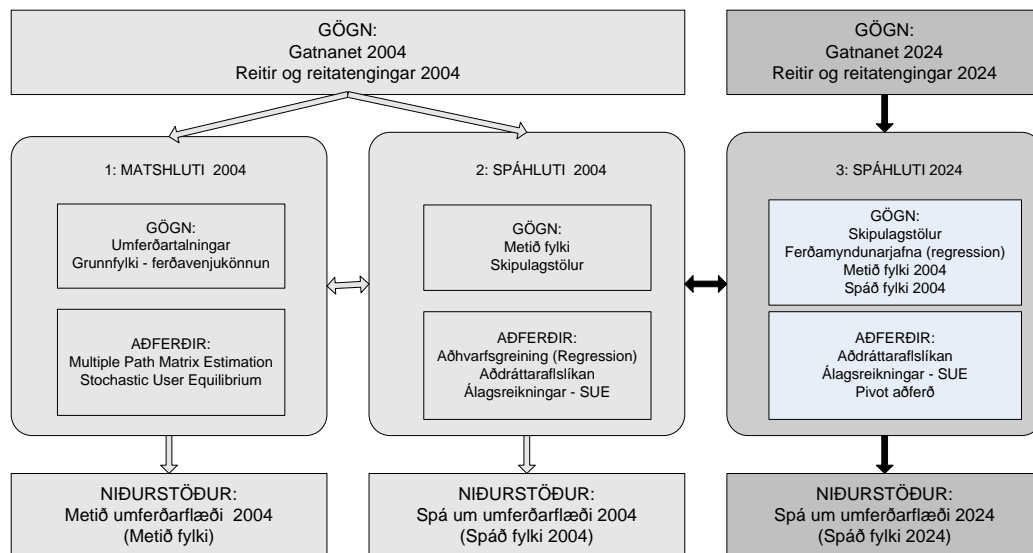 GÖGN:
Gatnanet 2004
Reitir og reitatengingar 2004
GÖGN:
Gatnanet 2024
Reitir og reitatengingar 2024
1: MATSHLUTI 2004
GÖGN:
Umferðartalningar
Grunnfylki - ferðavenjukönnun
AÐFERÐIR:
Multiple Path Matrix Estimation
Stochastic User Equilibrium
2: SPÁHLUTI 2004
GÖGN:
Metið fylki
Skipulagstölur
AÐFERÐIR:
Aðhvarfsgreining (Regression)
Aðdráttaraflslíkan
Álagsreikningar - SUE
3: SPÁHLUTI 2024
GÖGN:
Skipulagstölur
Ferðamyndunarjafna (regression)
Metið fylki 2004
Spáð fylki 2004
AÐFERÐIR:
Aðdráttaraflslíkan
Álagsreikningar - SUE
Pivot aðferð
NIÐURSTÖÐUR:
Metið umferðarflæði 2004
(Metið fylki)
NIÐURSTÖÐUR:
Spá um umferðarflæði 2004
(Spáð fylki 2004)
NIÐURSTÖÐUR:
Spá um umferðarflæði 2024
(Spáð fylki 2024)